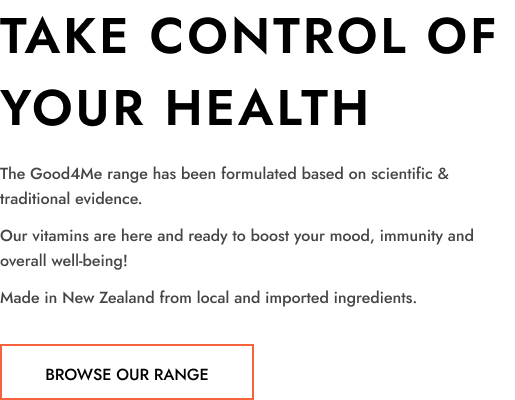 TAKE CONTROL OF
YOUR HEALTH
The Good4Me range has been formulated based on scientific &
traditional evidence.
Our vitamins are here and ready to boost your mood, immunity and
overall well-being!
Made in New Zealand from local and imported ingredients.
BROWSE OUR RANGE